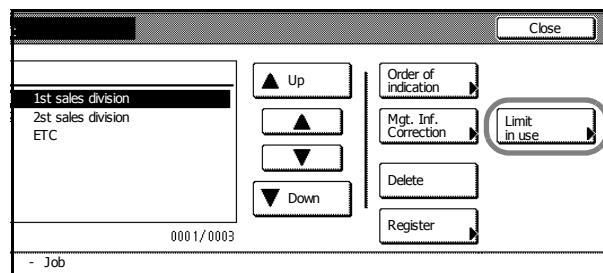 Close
1st sales division
2st sales division
ETC
0001/0003
Up
Down
Order of
indication
Mgt. Inf.
Correction
Delete
Register
Limit
in use
- Job